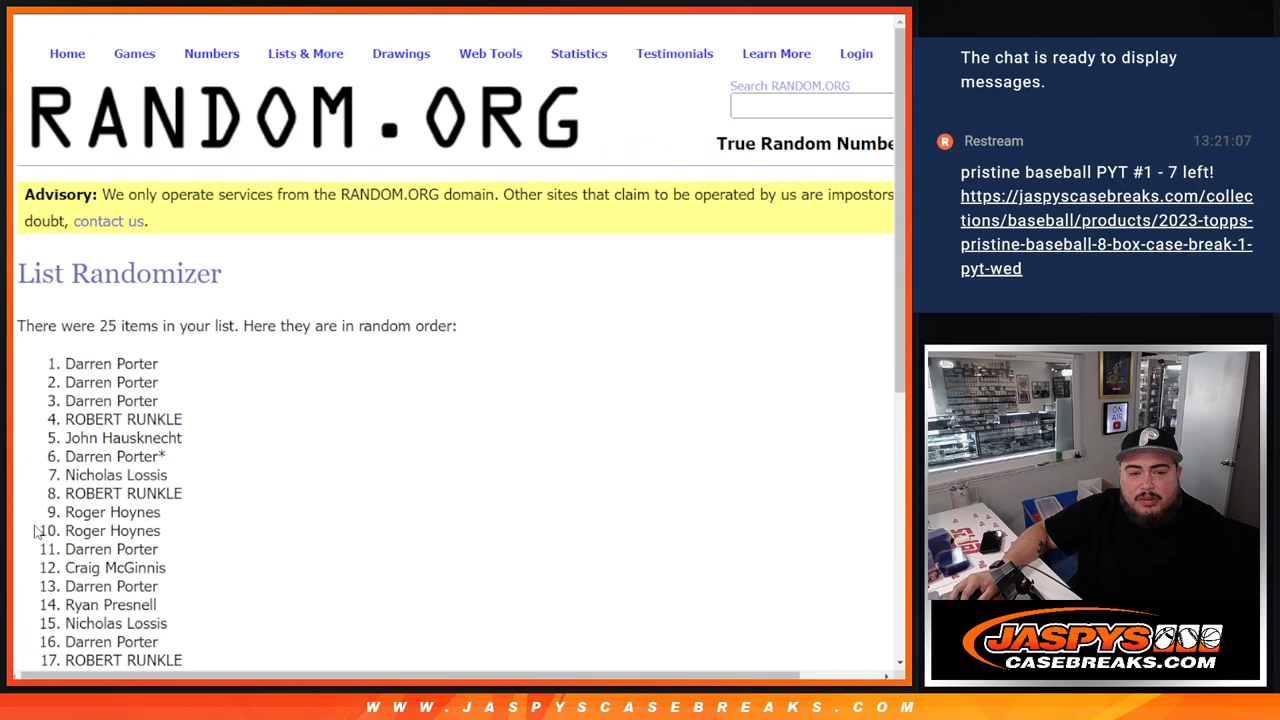 Home Games Numbers Lists & More Drawings Web Tools Statistics Testimonials Learn More Login
RANDOM.ORG
Search RANDOM.ORG
True Random Numbe
Advisory: We only operate services from the RANDOM.ORG domain. Other sites that claim to be operated by us are impostors
doubt, contact us.
List Randomizer
There were 25 items in your list. Here they are in random order:
1. Darren Porter
2. Darren Porter
3. Darren Porter
4. ROBERT RUNKLE
5. John Hausknecht
6. Darren Porter*
7. Nicholas Lossis
8. ROBERT RUNKLE
9. Roger Hoynes
10. Roger Hoynes
11. Darren Porter
12. Craig McGinnis
13. Darren Porter
14. Ryan Presnell
15. Nicholas Lossis
16. Darren Porter
17. ROBERT RUNKLE
The chat is ready to display
messages.
R Restream 13:21:07
pristine baseball PYT #1 - 7 left!
https://jaspyscasebreaks.com/collec
tions/baseball/products/2023-topps-
pristine-baseball-8-box-case-break-1-
pyt-wed
ON
AIR
P
JASPYS
CASEBREAKS.COM
WWW.JASPYSCASEBREAKS.COM